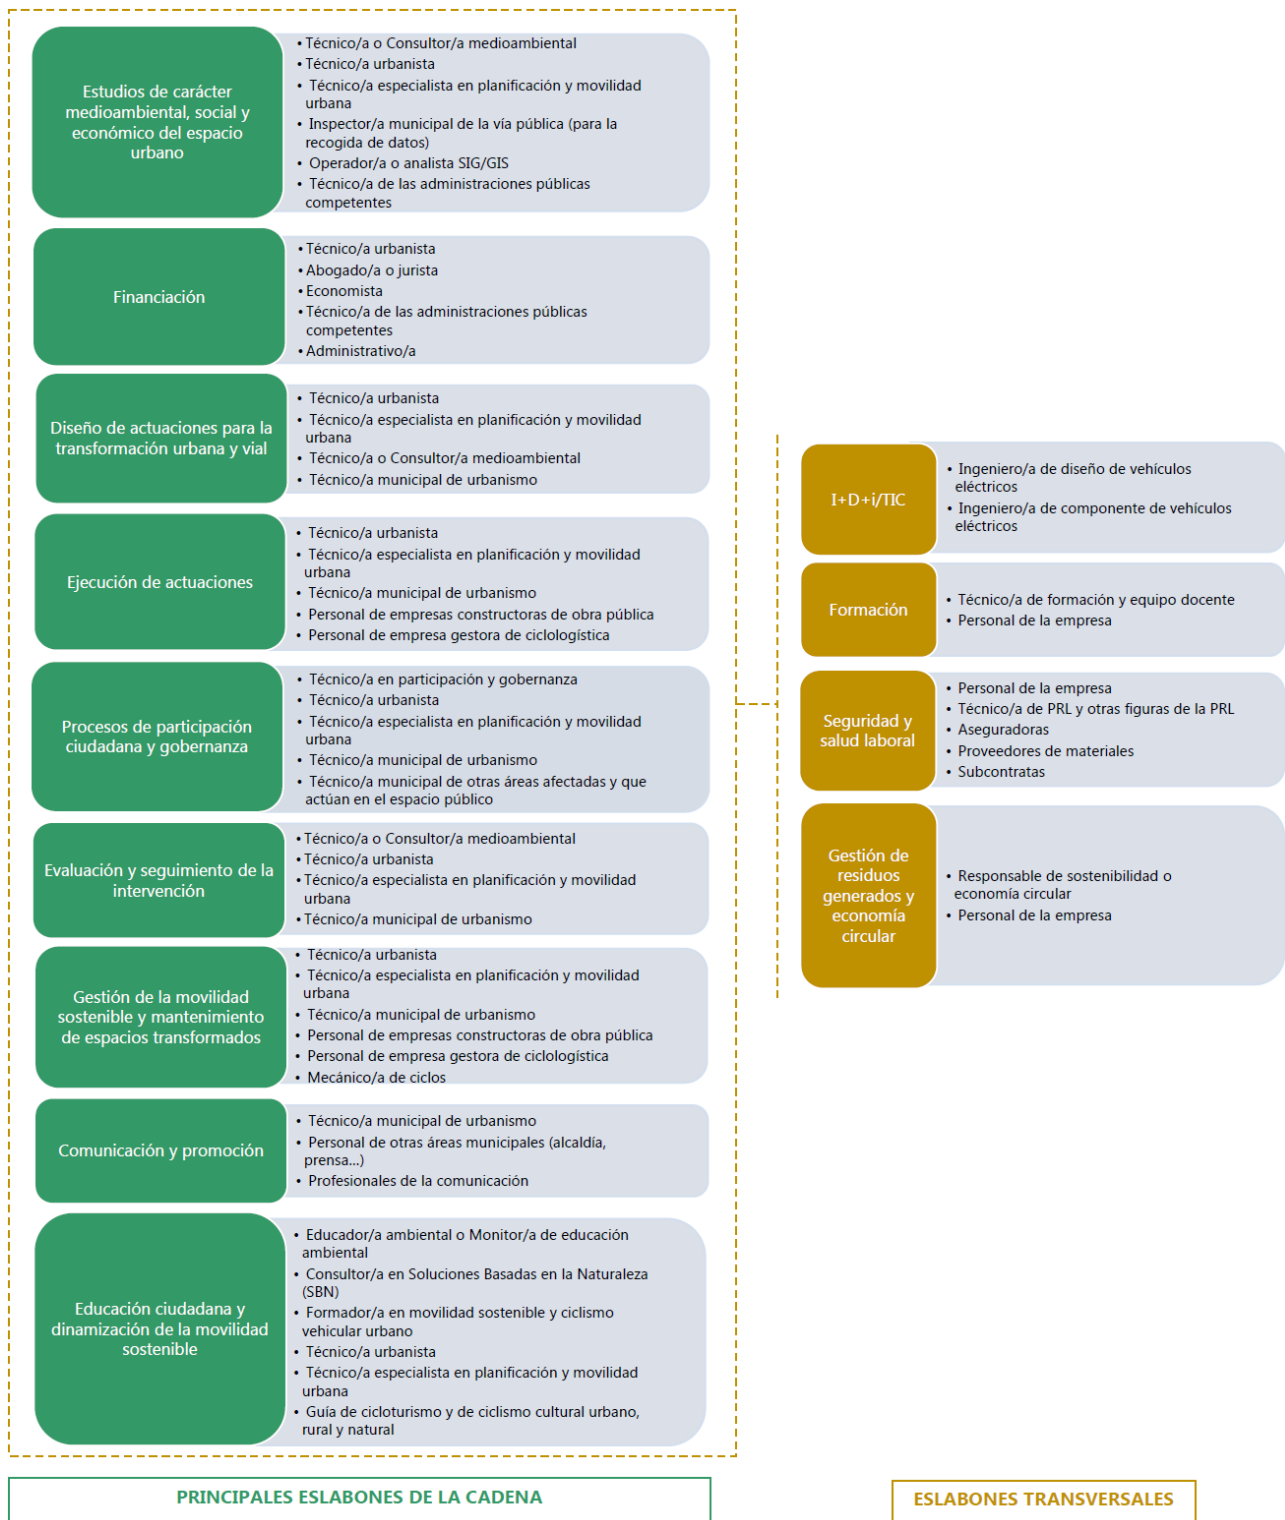 Estudios de carácter
medioambiental, social y
económico del espacio
urbano
• Técnico/a o Consultor/a medioambiental
• Técnico/a urbanista
• Técnico/a especialista en planificación y movilidad
urbana
• Inspector/a municipal de la vía pública (para la
recogida de datos)
• Operador/a o analista SIG/GIS
• Técnico/a de las administraciones públicas
competentes
Financiación
• Técnico/a urbanista
• Abogado/a o jurista
• Economista
• Técnico/a de las administraciones públicas
competentes
• Administrativo/a
Diseño de actuaciones para la
transformación urbana y vial
• Técnico/a urbanista
• Técnico/a especialista en planificación y movilidad
urbana
• Técnico/a o Consultor/a medioambiental
• Técnico/a municipal de urbanismo
Ejecución de actuaciones
• Técnico/a urbanista
• Técnico/a especialista en planificación y movilidad
urbana
• Técnico/a municipal de urbanismo
• Personal de empresas constructoras de obra pública
• Personal de empresa gestora de ciclologística
Procesos de participación
ciudadana y gobernanza
• Técnico/a en participación y gobernanza
• Técnico/a urbanista
• Técnico/a especialista en planificación y movilidad
urbana
• Técnico/a municipal de urbanismo
• Técnico/a municipal de otras áreas afectadas y que
actúan en el espacio público
Evaluación y seguimiento de la
intervención
• Técnico/a o Consultor/a medioambiental
• Técnico/a urbanista
• Técnico/a especialista en planificación y movilidad
urbana
• Técnico/a municipal de urbanismo
Gestión de la movilidad
sostenible y mantenimiento
de espacios transformados
• Técnico/a urbanista
• Técnico/a especialista en planificación y movilidad
urbana
• Técnico/a municipal de urbanismo
• Personal de empresas constructoras de obra pública
• Personal de empresa gestora de ciclologística
• Mecánico/a de ciclos
Comunicación y promoción
• Técnico/a municipal de urbanismo
• Personal de otras áreas municipales (alcaldía,
prensa...)
• Profesionales de la comunicación
Educación ciudadana y
dinamización de la movilidad
sostenible
• Educador/a ambiental o Monitor/a de educación
ambiental
• Consultor/a en Soluciones Basadas en la Naturaleza
(SBN)
• Formador/a en movilidad sostenible y ciclismo
vehicular urbano
• Técnico/a urbanista
• Técnico/a especialista en planificación y movilidad
urbana
• Guía de cicloturismo y de ciclismo cultural urbano,
rural y natural
PRINCIPALES ESLABONES DE LA CADENA
I+D+i/TIC
• Ingeniero/a de diseño de vehículos
eléctricos
• Ingeniero/a de componente de vehículos
eléctricos
Formación
• Técnico/a de formación y equipo docente
• Personal de la empresa
Seguridad y
salud laboral
• Personal de la empresa
• Técnico/a de PRL y otras figuras de la PRL
• Aseguradoras
• Proveedores de materiales
• Subcontratas
Gestión de
residuos
generados y
economía
circular
• Responsable de sostenibilidad o
economía circular
• Personal de la empresa
ESLABONES TRANSVERSALES